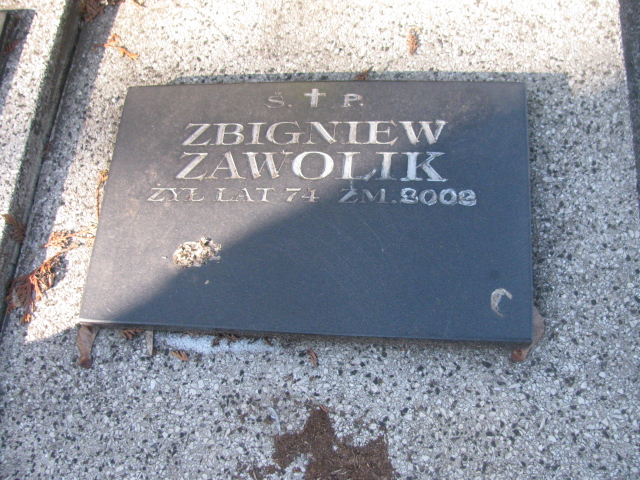 Ś. † P.
ZBIGNIEW
ZAWOLIK
ŻYŁ LAT 74 ZM. 2002